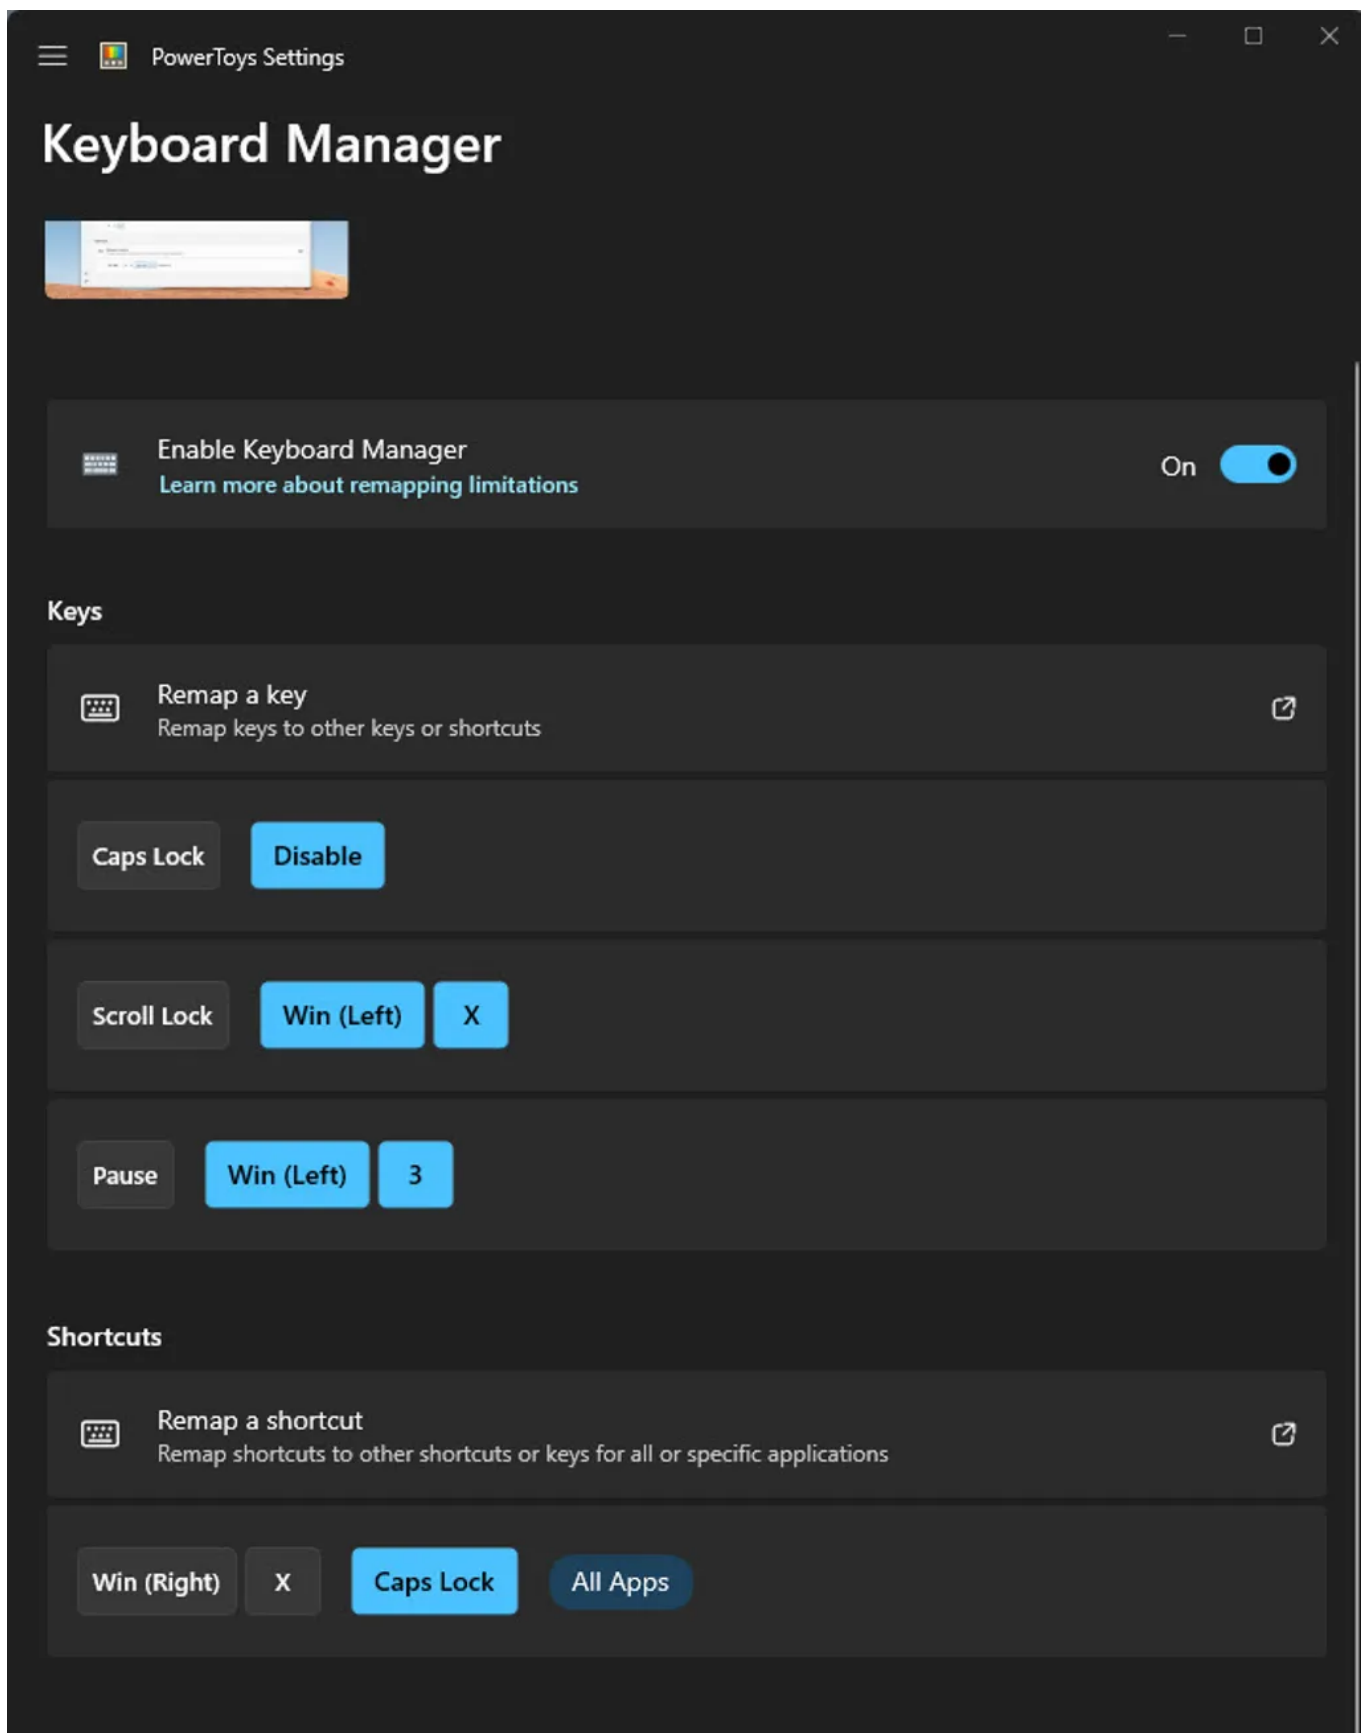 PowerToys Settings
Keyboard Manager
Enable Keyboard Manager
On
Learn more about remapping limitations
Keys
Remap a key
Remap keys to other keys or shortcuts
Caps Lock Disable
Scroll Lock Win (Left) X
Pause Win (Left) 3
Shortcuts
Remap a shortcut
Remap shortcuts to other shortcuts or keys for all or specific applications
Win (Right) X Caps Lock All Apps